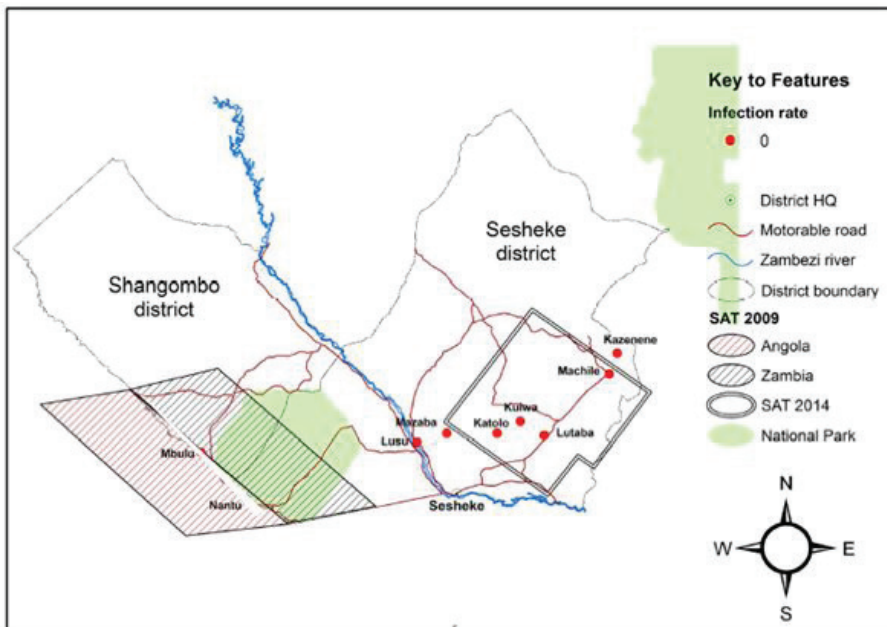 Key to Features
Infection rate
0
District HQ
Motorable road
Zambezi river
District boundary
SAT 2009
Angola
Zambia
SAT 2014
National Park
Sesheke
district
Shangombo
district
Kazenene
Machile
Kulwa
Mazaba
Katolo
Lutaba
Lusu
Mbulu
Nantu
Sesheke
N
W
E
S